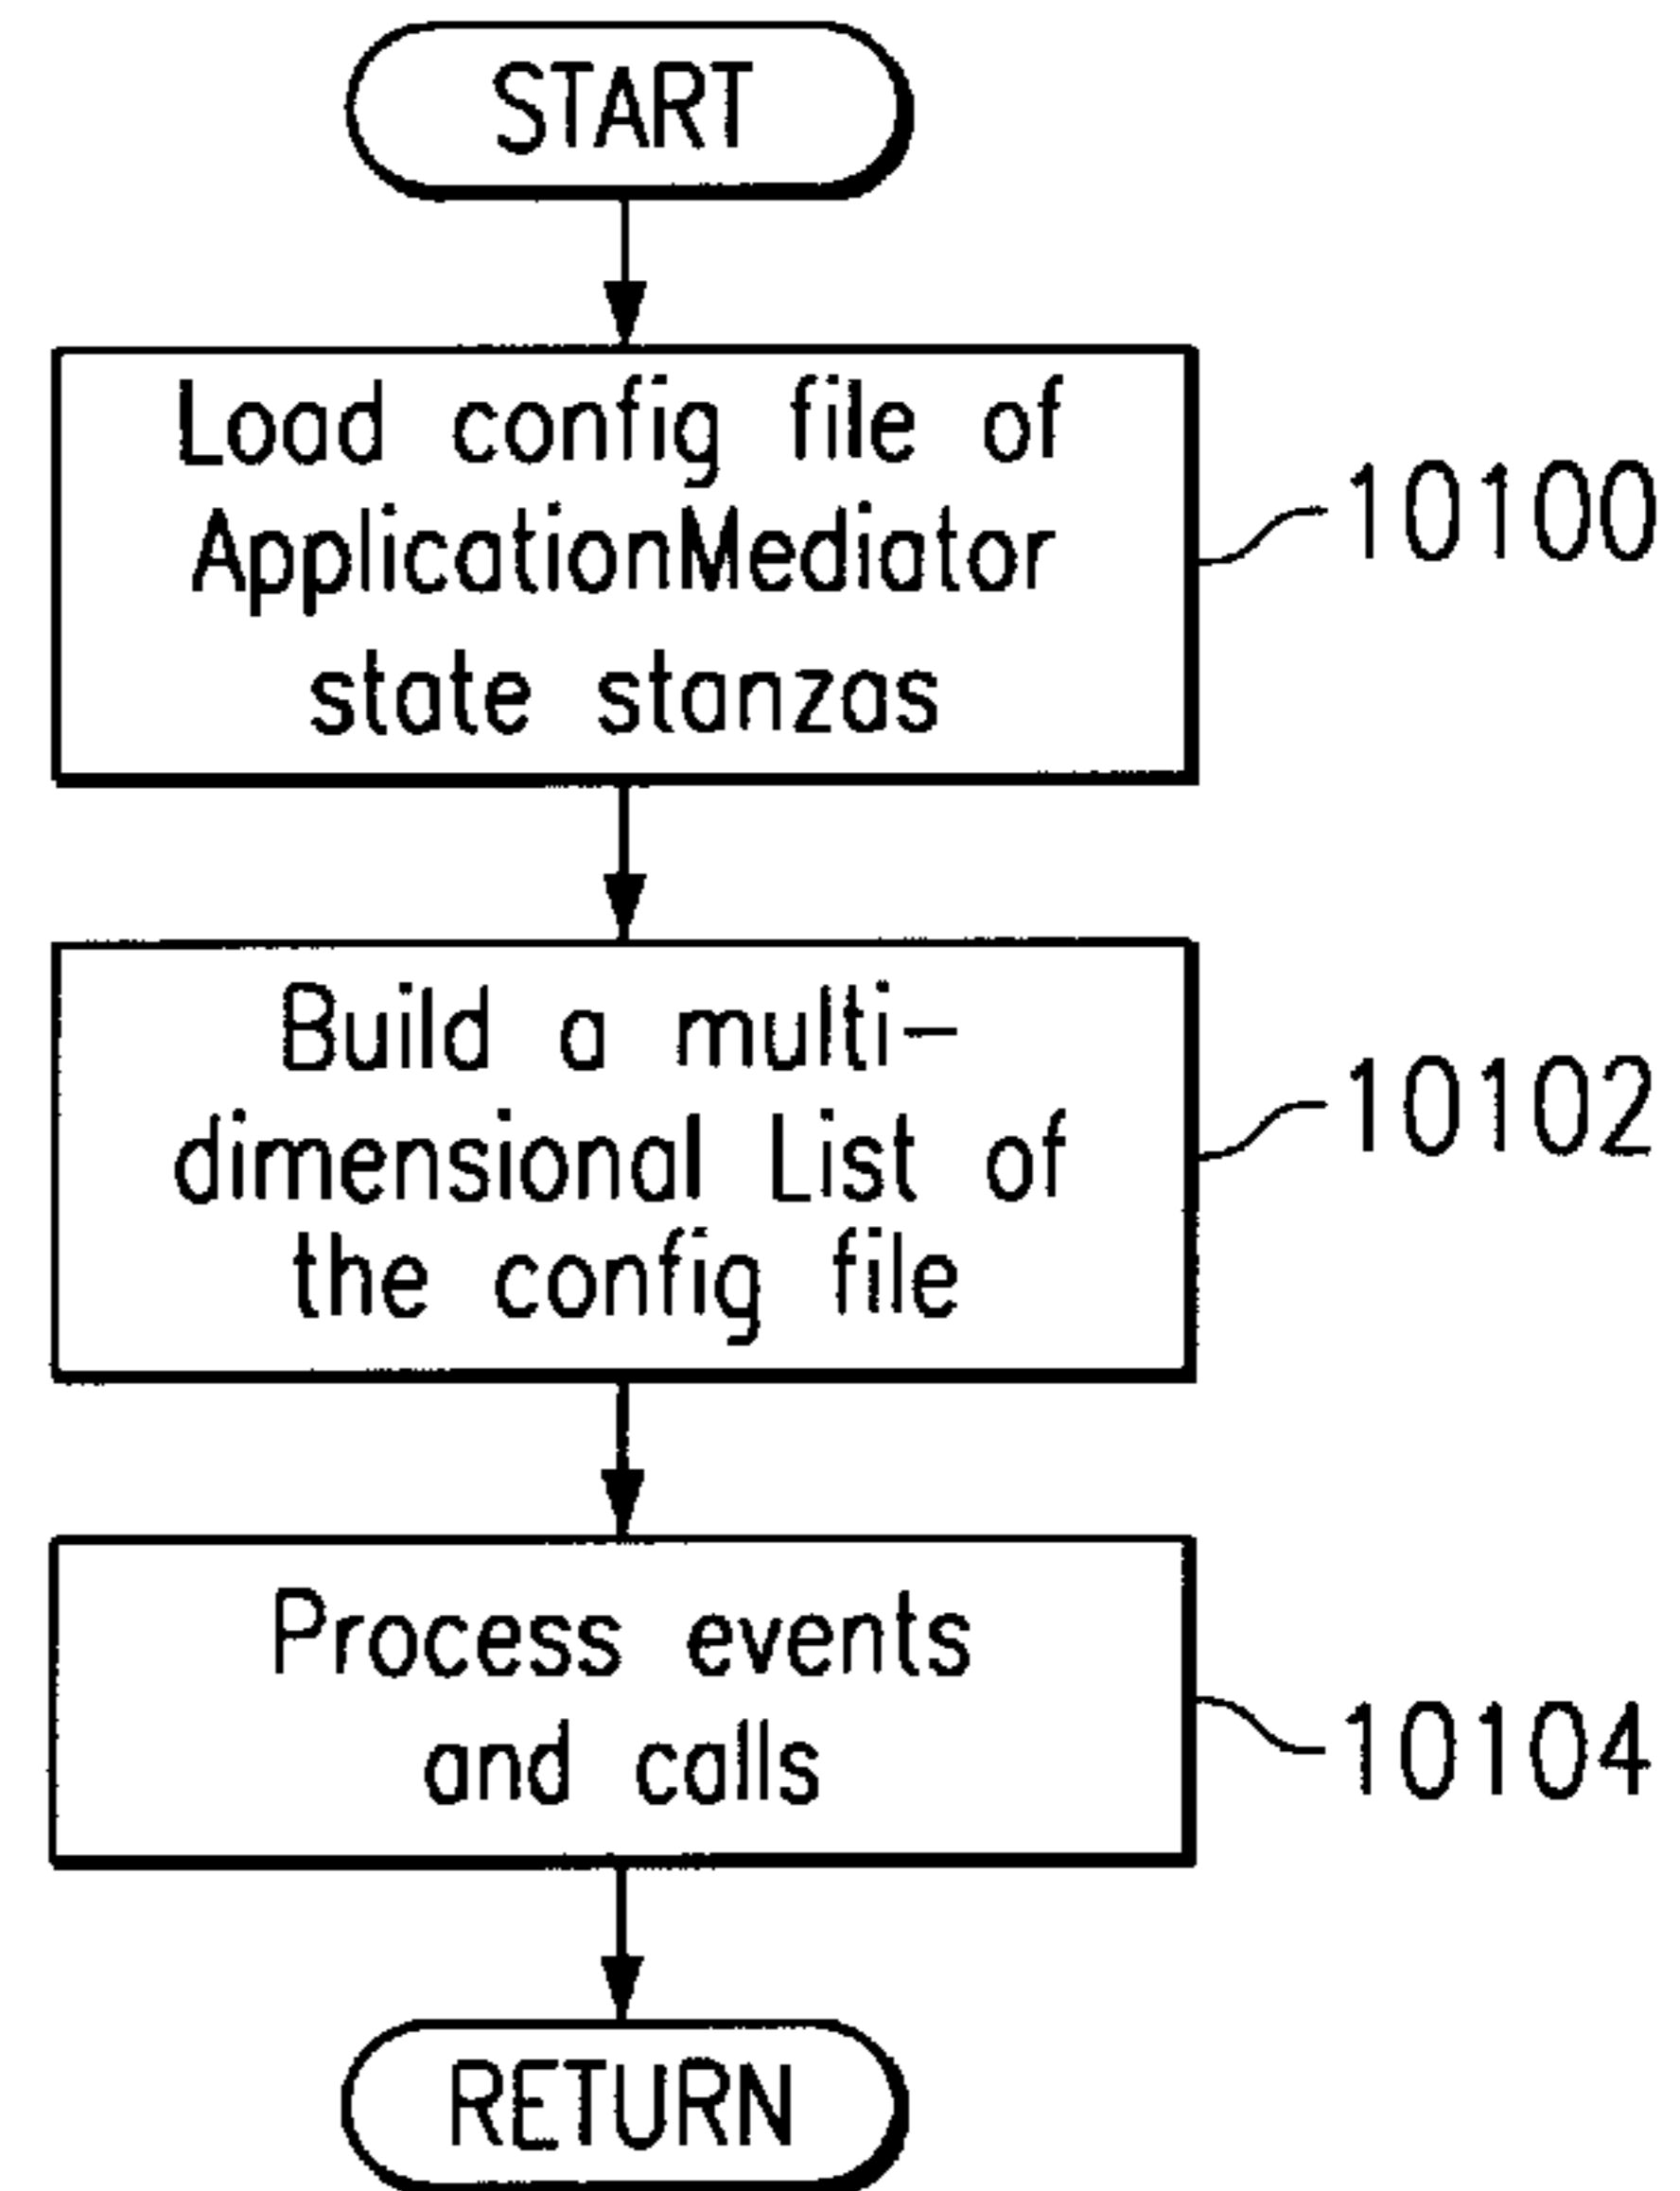 START
Load config file of
ApplicationMediator
state stanzas
10100
Build a multi-
dimensional List of
the config file
10102
Process events
and calls
10104
RETURN